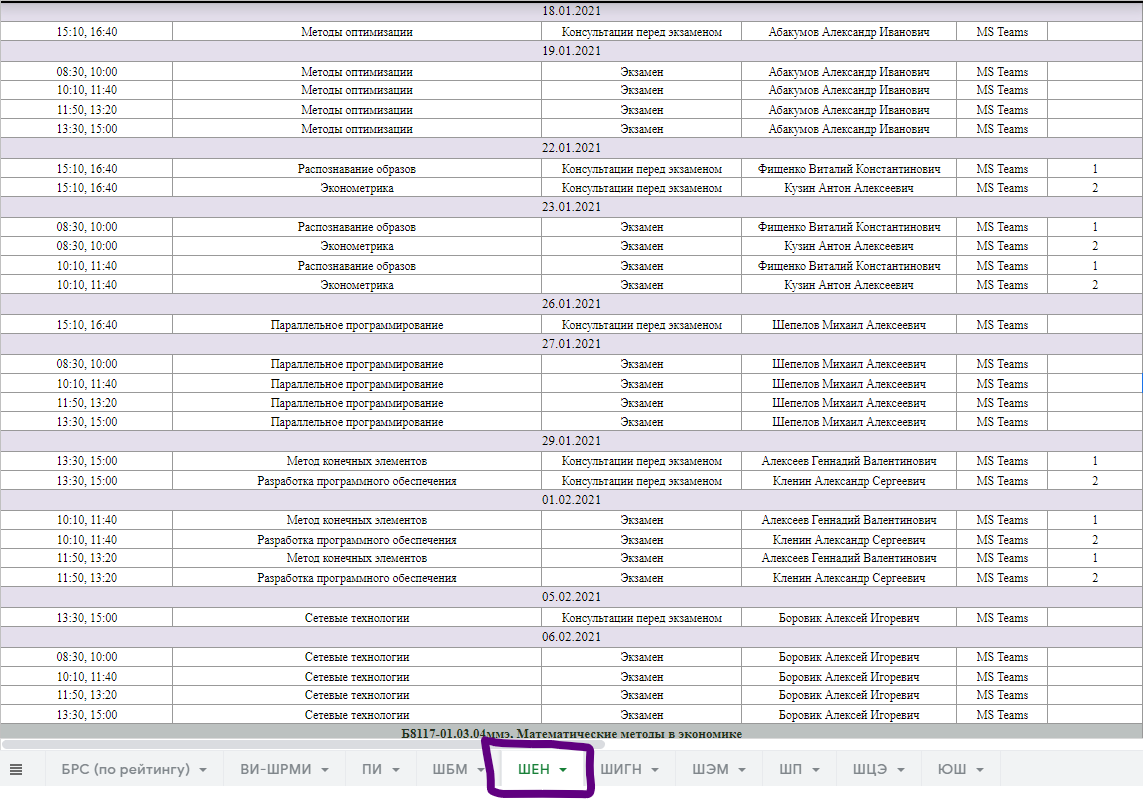 18.01.2021
15:10, 16:40 Методы оптимизации Консультации перед экзаменом Абакумов Александр Иванович MS Teams
19.01.2021
08:30, 10:00 Методы оптимизации Экзамен Абакумов Александр Иванович MS Teams
10:10, 11:40 Методы оптимизации Экзамен Абакумов Александр Иванович MS Teams
11:50, 13:20 Методы оптимизации Экзамен Абакумов Александр Иванович MS Teams
13:30, 15:00 Методы оптимизации Экзамен Абакумов Александр Иванович MS Teams
22.01.2021
15:10, 16:40 Распознавание образов Консультации перед экзаменом Фищенко Виталий Константинович MS Teams 1
15:10, 16:40 Эконометрика Консультации перед экзаменом Кузин Антон Алексеевич MS Teams 2
23.01.2021
08:30, 10:00 Распознавание образов Экзамен Фищенко Виталий Константинович MS Teams 1
08:30, 10:00 Эконометрика Экзамен Кузин Антон Алексеевич MS Teams 2
10:10, 11:40 Распознавание образов Экзамен Фищенко Виталий Константинович MS Teams 1
10:10, 11:40 Эконометрика Экзамен Кузин Антон Алексеевич MS Teams 2
26.01.2021
15:10, 16:40 Параллельное программирование Консультации перед экзаменом Шепелов Михаил Алексеевич MS Teams
27.01.2021
08:30, 10:00 Параллельное программирование Экзамен Шепелов Михаил Алексеевич MS Teams
10:10, 11:40 Параллельное программирование Экзамен Шепелов Михаил Алексеевич MS Teams
11:50, 13:20 Параллельное программирование Экзамен Шепелов Михаил Алексеевич MS Teams
13:30, 15:00 Параллельное программирование Экзамен Шепелов Михаил Алексеевич MS Teams
29.01.2021
13:30, 15:00 Метод конечных элементов Консультации перед экзаменом Алексеев Геннадий Валентинович MS Teams 1
13:30, 15:00 Разработка программного обеспечения Консультации перед экзаменом Кленин Александр Сергеевич MS Teams 2
01.02.2021
10:10, 11:40 Метод конечных элементов Экзамен Алексеев Геннадий Валентинович MS Teams 1
10:10, 11:40 Разработка программного обеспечения Экзамен Кленин Александр Сергеевич MS Teams 2
11:50, 13:20 Метод конечных элементов Экзамен Алексеев Геннадий Валентинович MS Teams 1
11:50, 13:20 Разработка программного обеспечения Экзамен Кленин Александр Сергеевич MS Teams 2
05.02.2021
13:30, 15:00 Сетевые технологии Консультации перед экзаменом Боровик Алексей Игоревич MS Teams
06.02.2021
08:30, 10:00 Сетевые технологии Экзамен Боровик Алексей Игоревич MS Teams
10:10, 11:40 Сетевые технологии Экзамен Боровик Алексей Игоревич MS Teams
11:50, 13:20 Сетевые технологии Экзамен Боровик Алексей Игоревич MS Teams
13:30, 15:00 Сетевые технологии Экзамен Боровик Алексей Игоревич MS Teams
Б8117-01.03.04ммэ. Математические методы в экономике
БРС (по рейтингу) ВИ-ШРМИ ПИ ШБМ ШЕН ШИГН ШЭМ ШП ШЦЭ ЮШ